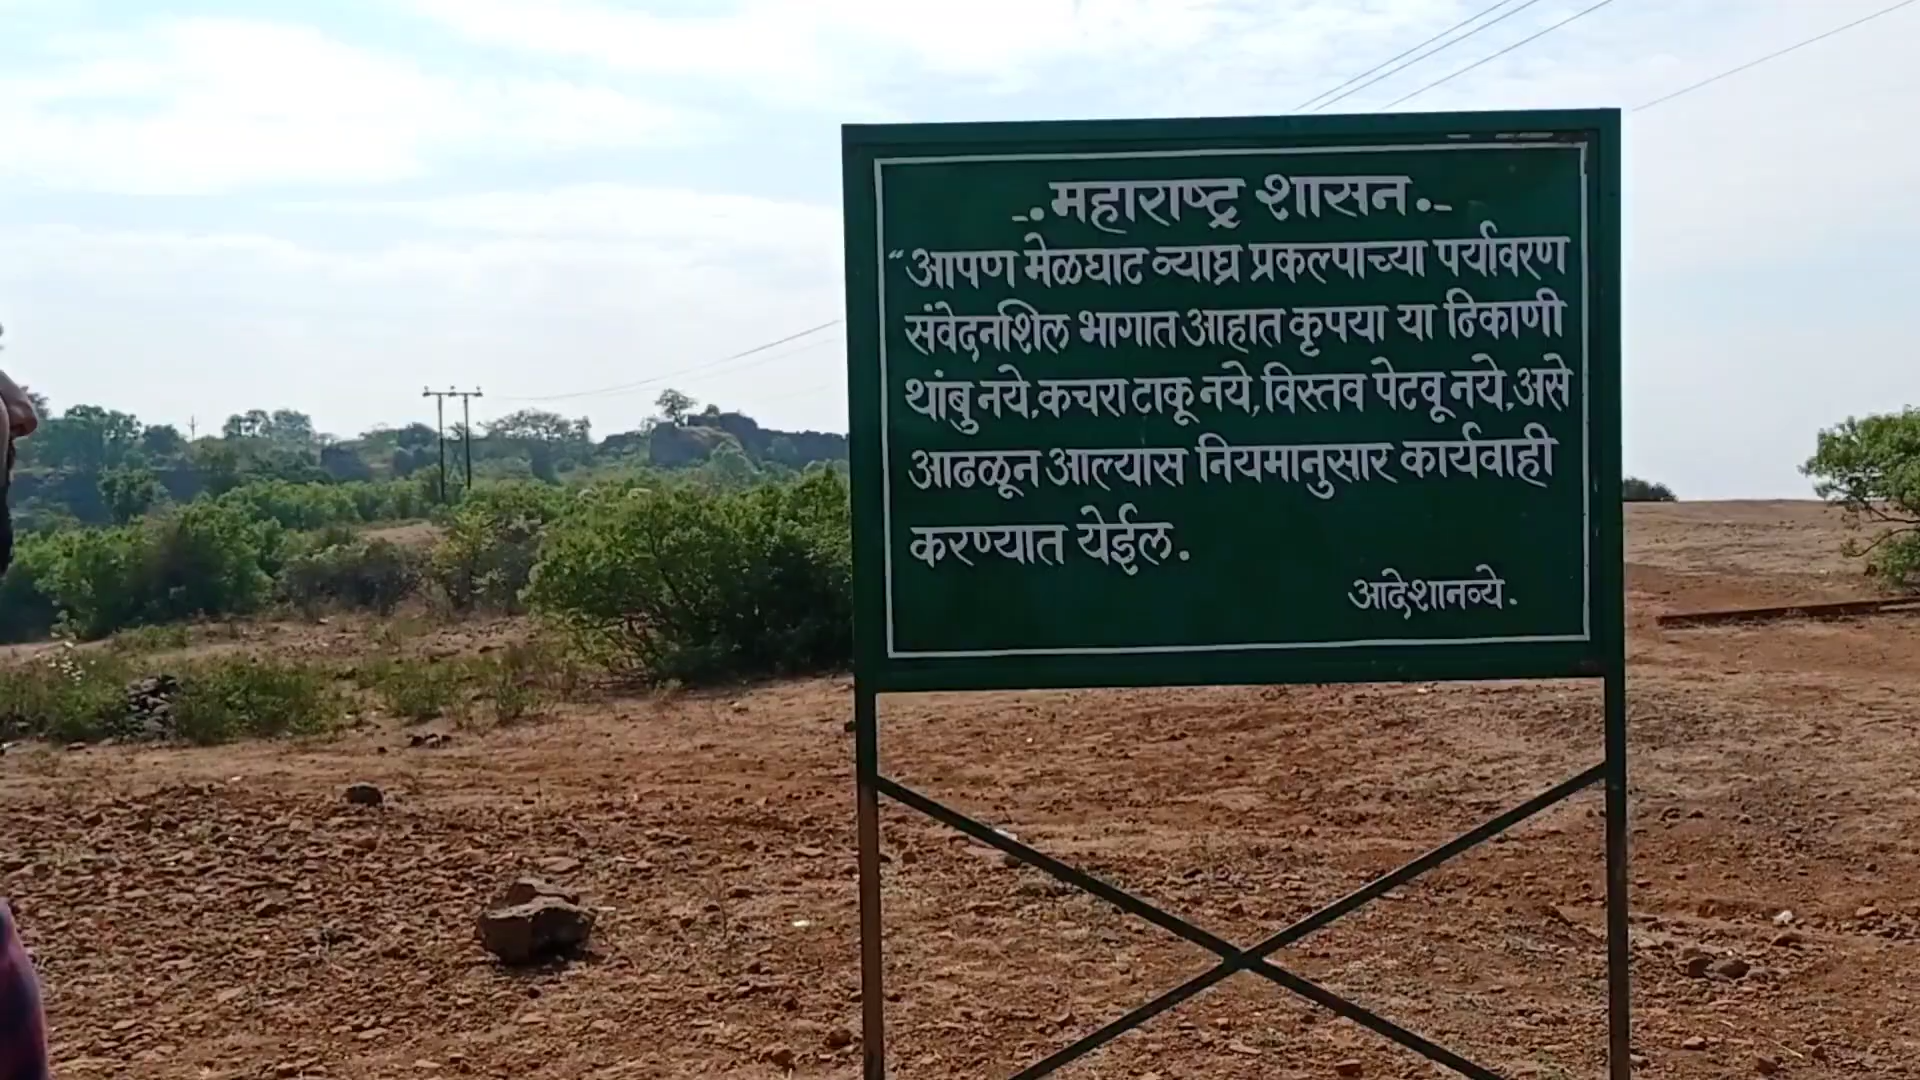 -.महाराष्ट्र शासन.-
“आपण मेळघाट व्याघ्र प्रकल्पाच्या पर्यावरण
संवेदनशिल भागात आहात कृपया या ठिकाणी
थांबु नये,कचरा टाकू नये,विस्तव पेटवू नये,असे
आढळून आल्यास नियमानुसार कार्यवाही
करण्यात येईल.
आदेशानव्ये.